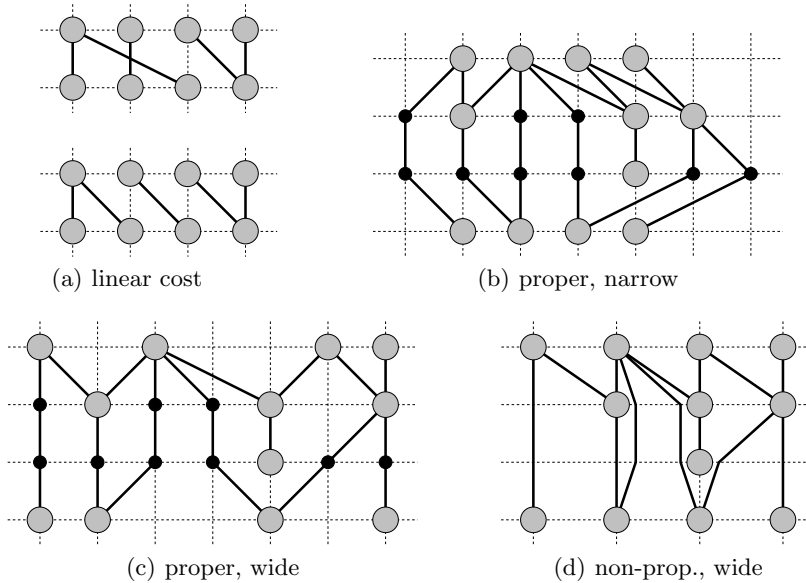 (a) linear cost
(b) proper, narrow
(c) proper, wide
(d) non-prop., wide